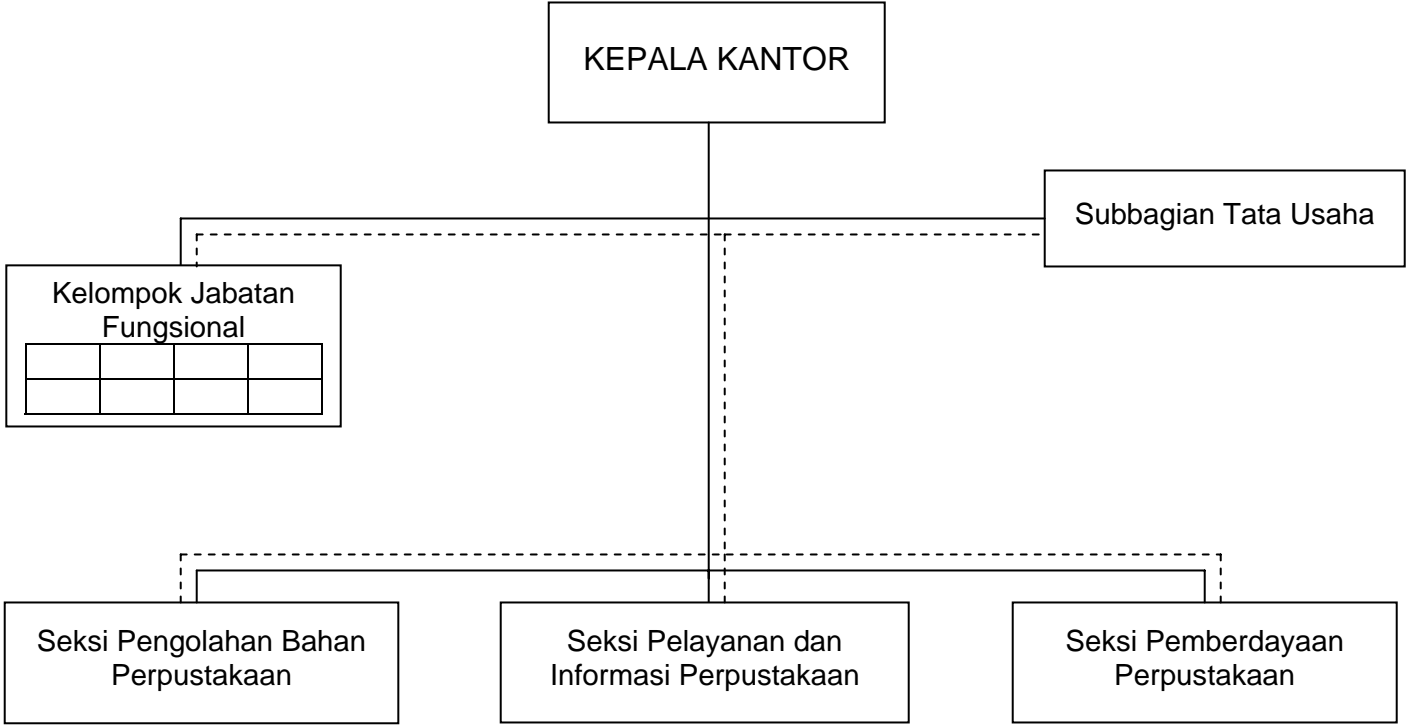 KEPALA KANTOR
Subbagian Tata Usaha
Kelompok Jabatan
Fungsional
Seksi Pengolahan Bahan
Perpustakaan
Seksi Pelayanan dan
Informasi Perpustakaan
Seksi Pemberdayaan
Perpustakaan